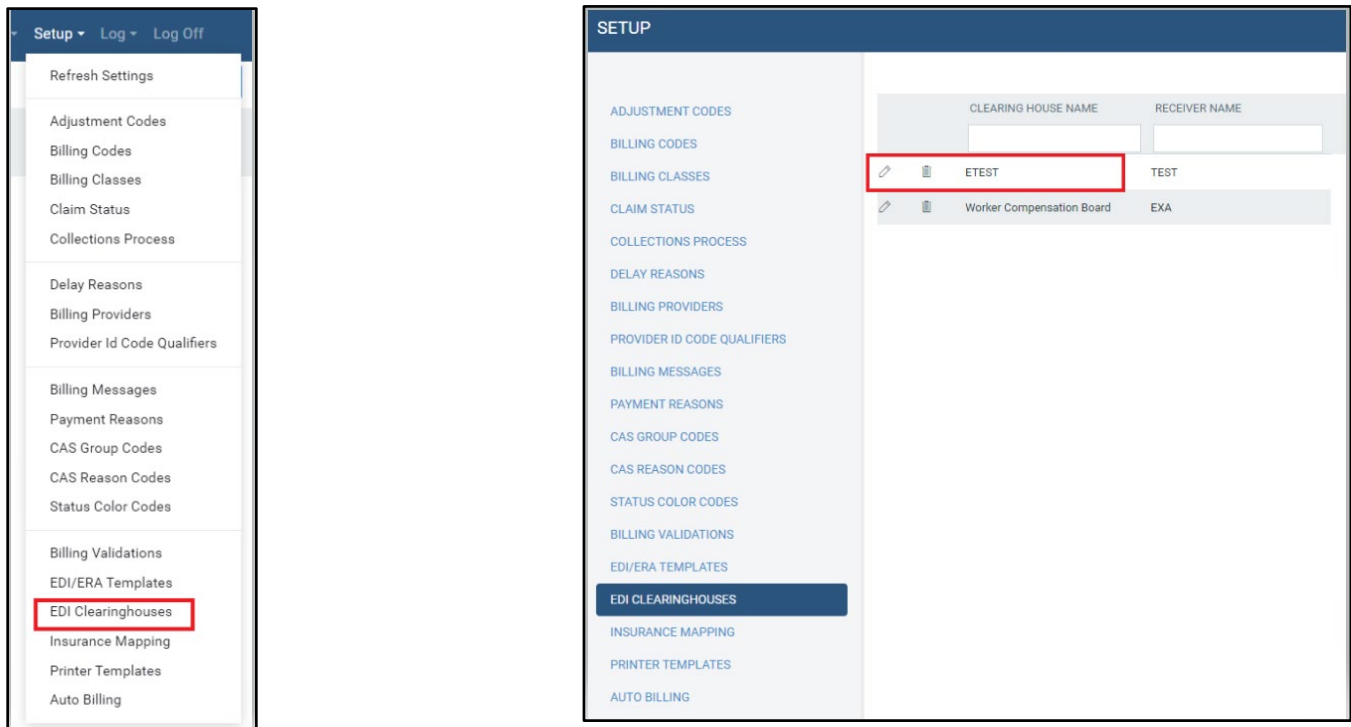 Setup Log Log Off
Refresh Settings
Adjustment Codes
Billing Codes
Billing Classes
Claim Status
Collections Process
Delay Reasons
Billing Providers
Provider Id Code Qualifiers
Billing Messages
Payment Reasons
CAS Group Codes
CAS Reason Codes
Status Color Codes
Billing Validations
EDI/ERA Templates
EDI Clearinghouses
Insurance Mapping
Printer Templates
Auto Billing
SETUP
ADJUSTMENT CODES
BILLING CODES
BILLING CLASSES
CLAIM STATUS
COLLECTIONS PROCESS
DELAY REASONS
BILLING PROVIDERS
PROVIDER ID CODE QUALIFIERS
BILLING MESSAGES
PAYMENT REASONS
CAS GROUP CODES
CAS REASON CODES
STATUS COLOR CODES
BILLING VALIDATIONS
EDI/ERA TEMPLATES
EDI CLEARINGHOUSES
INSURANCE MAPPING
PRINTER TEMPLATES
AUTO BILLING
CLEARING HOUSE NAME RECEIVER NAME
ETEST TEST
Worker Compensation Board EXA